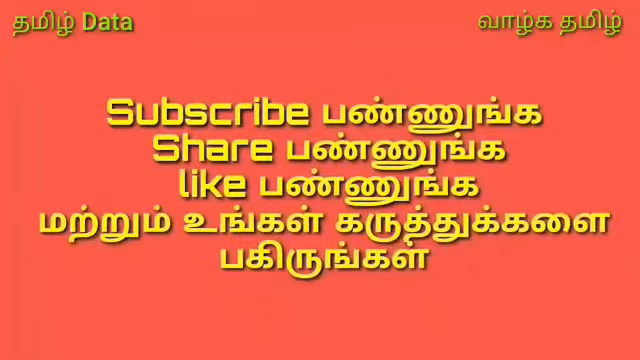 தமிழ் Data
வாழ்க தமிழ்
Subscribe பண்ணுங்க
Share பண்ணுங்க
like பண்ணுங்க
மற்றும் உங்கள் கருத்துக்களை
பகிருங்கள்